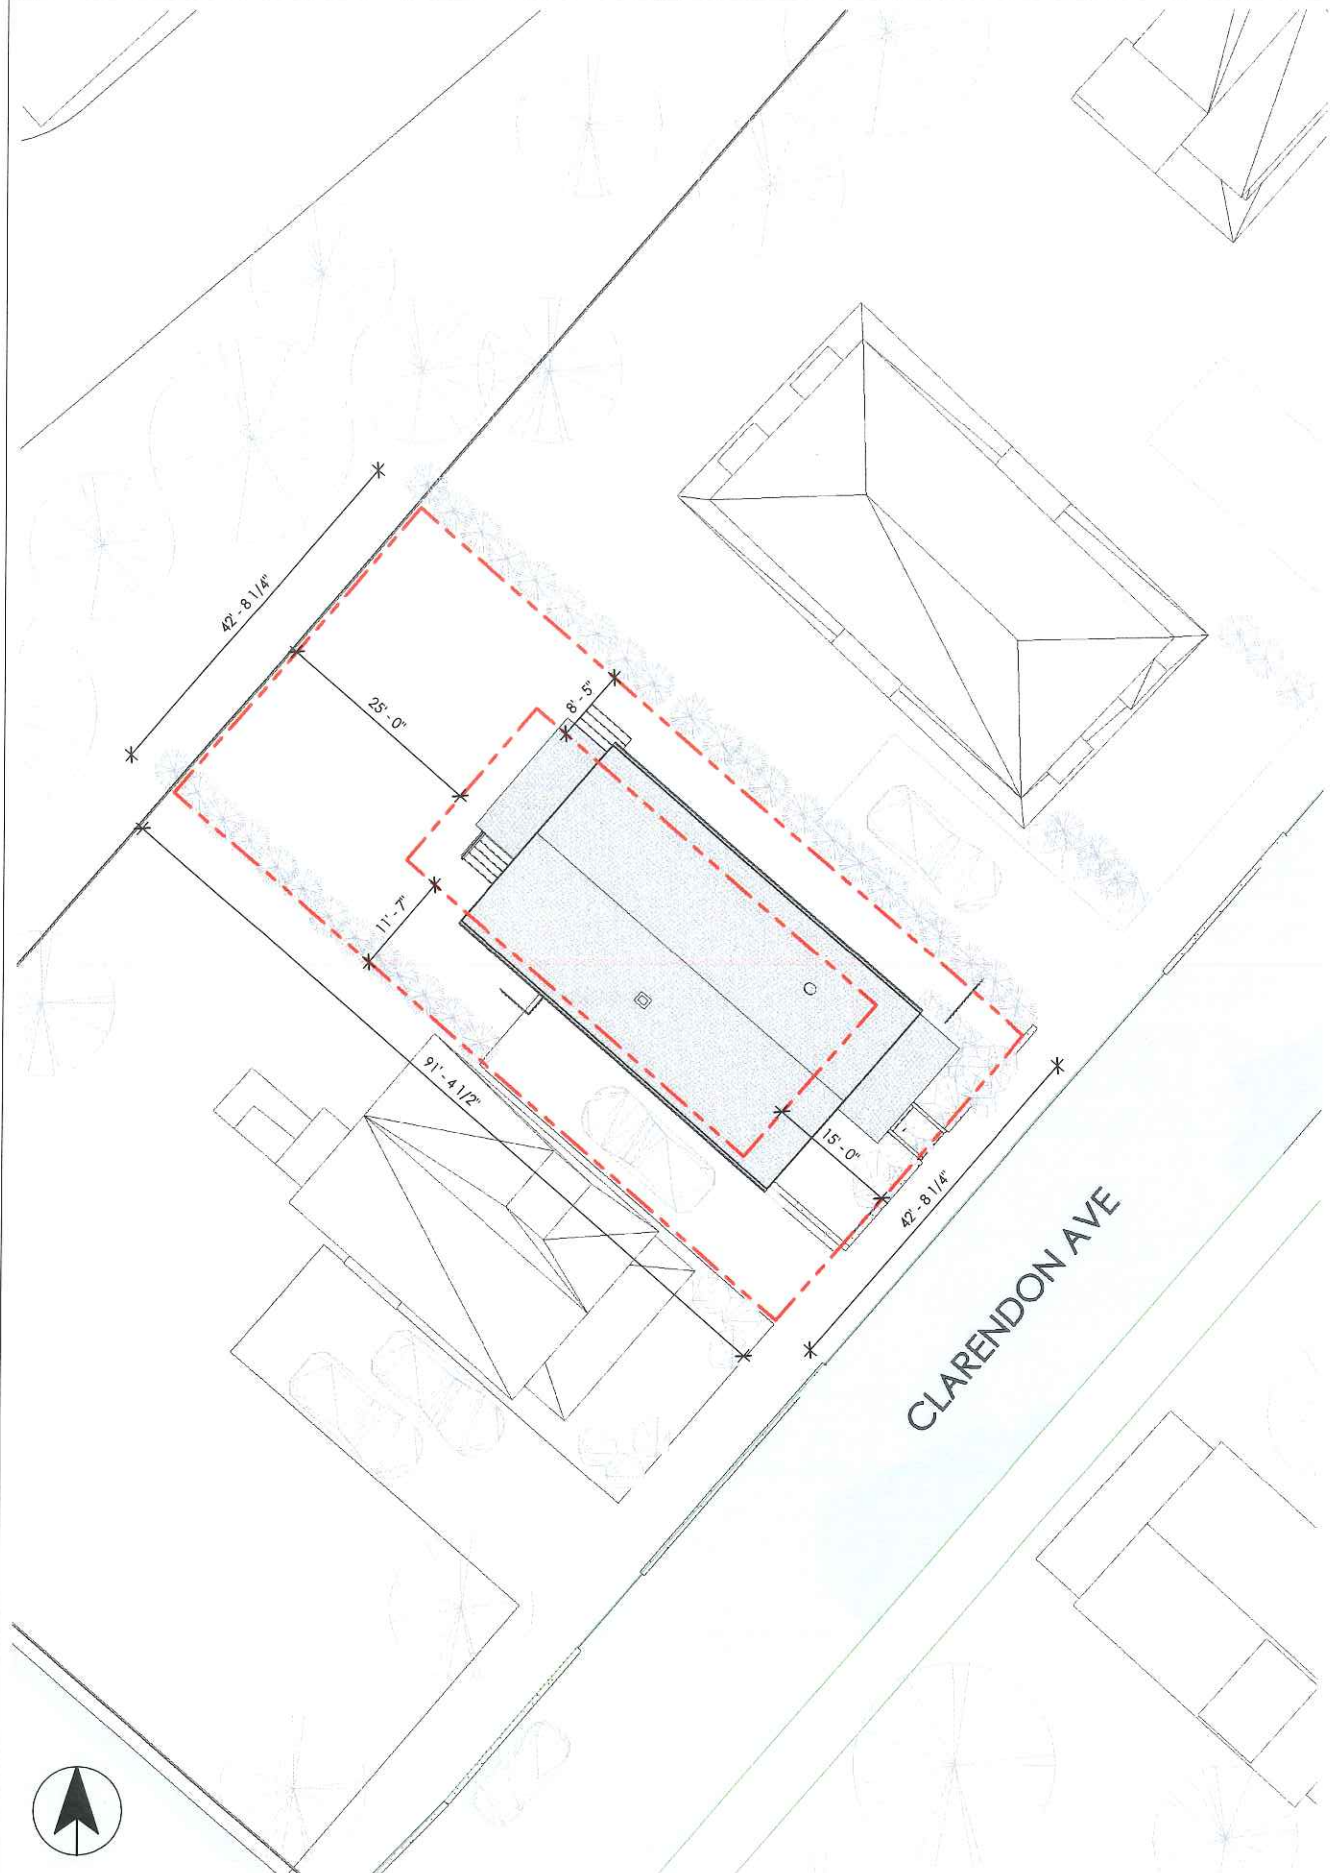 42' - 8 1/4"
25' - 0"
8' - 5"
11' - 7"
91' - 4 1/2"
15' - 0"
42' - 8 1/4"
CLARENDON AVE